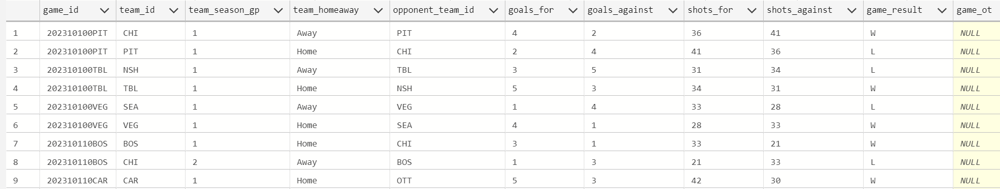 game_id team_id team_season_gp team_homeaway opponent_team_id goals_for goals_against shots_for shots_against game_result game_ot
1 202310100PIT CHI 1 Away PIT 4 2 36 41 W NULL
2 202310100PIT PIT 1 Home CHI 2 4 41 36 L NULL
3 202310100TBL NSH 1 Away TBL 3 5 31 34 L NULL
4 202310100TBL TBL 1 Home NSH 5 3 34 31 W NULL
5 202310100VEG SEA 1 Away VEG 1 4 33 28 L NULL
6 202310100VEG VEG 1 Home SEA 4 1 28 33 W NULL
7 202310110BOS BOS 1 Home CHI 3 1 33 21 W NULL
8 202310110BOS CHI 2 Away BOS 1 3 21 33 L NULL
9 202310110CAR CAR 1 Home OTT 5 3 42 30 W NULL